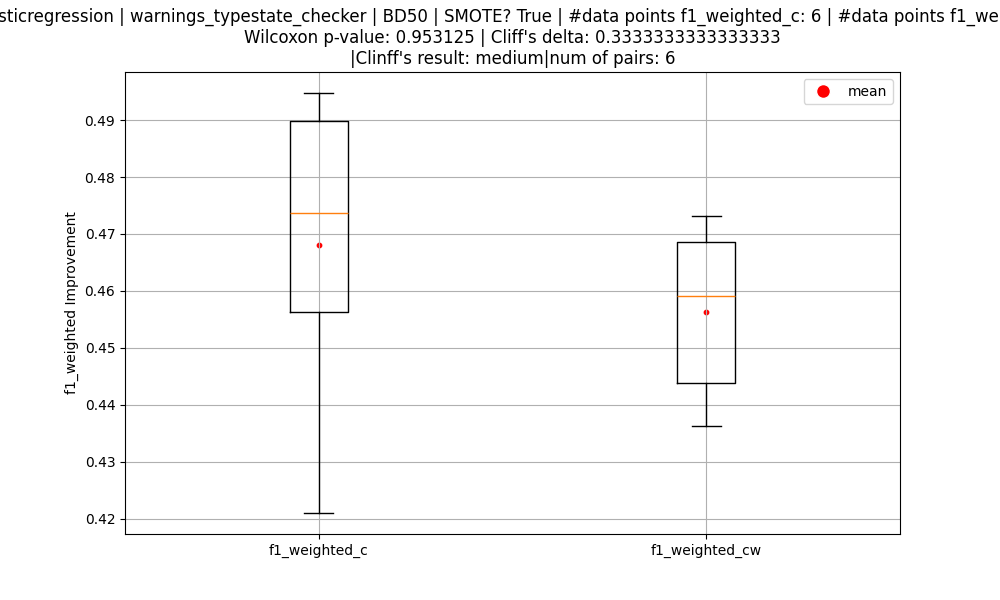 sticregression | warnings_typestate_checker | BD50 | SMOTE? True | #data points f1_weighted_c: 6 | #data points f1_we
Wilcoxon p-value: 0.953125 | Cliff's delta: 0.3333333333333333
|Clinff's result: medium|num of pairs: 6
mean
0.49
0.48
0.47
0.46
0.45
0.44
0.43
0.42
f1_weighted Improvement
f1_weighted_c
f1_weighted_cw